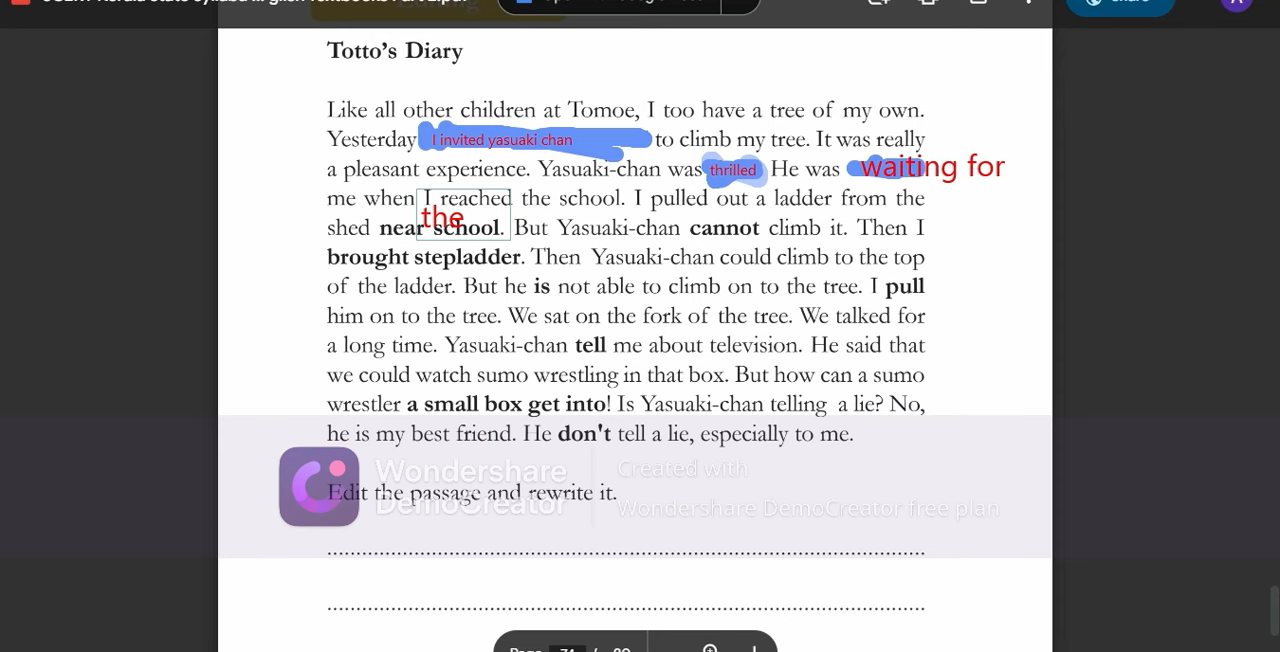 Totto's Diary
Like all other children at Tomoe, I too have a tree of my own.
Yesterday I invited yasuaki chan to climb my tree. It was really
a pleasant experience. Yasuaki-chan was thrilled He was waiting for
me when I reached the school. I pulled out a ladder from the
the
shed near school. But Yasuaki-chan cannot climb it. Then I
brought stepladder. Then Yasuaki-chan could climb to the top
of the ladder. But he is not able to climb on to the tree. I pull
him on to the tree. We sat on the fork of the tree. We talked for
a long time. Yasuaki-chan tell me about television. He said that
we could watch sumo wrestling in that box. But how can a sumo
wrestler a small box get into! Is Yasuaki-chan telling a lie? No,
he is my best friend. He don't tell a lie, especially to me.
Wondershare
DemoCreator
Created with
Wondershare DemoCreator free plan
Edit the passage and rewrite it.